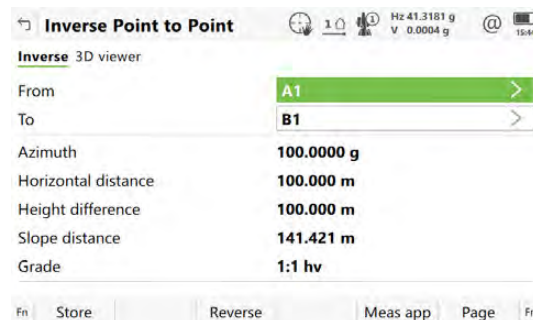 Inverse Point to Point
1
1
Hz 41.3181 g
V 0.0004 g
@
Inverse 3D viewer
From A1
To B1
Azimuth 100.0000 g
Horizontal distance 100.000 m
Height difference 100.000 m
Slope distance 141.421 m
Grade 1:1 hv
Fn Store Reverse Meas app Page